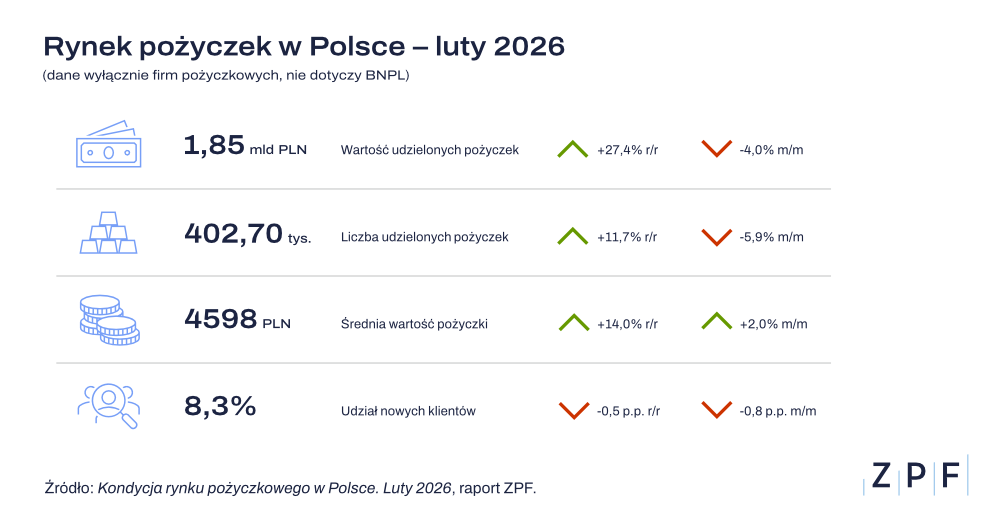 Rynek pożyczek w Polsce – luty 2026
(dane wyłącznie firm pożyczkowych, nie dotyczy BNPL)
1,85 mld PLN Wartość udzielonych pożyczek +27,4% r/r -4,0% m/m
402,70 tys. Liczba udzielonych pożyczek +11,7% r/r -5,9% m/m
4598 PLN Średnia wartość pożyczki +14,0% r/r +2,0% m/m
8,3% Udział nowych klientów -0,5 p.p. r/r -0,8 p.p. m/m
Źródło: Kondycja rynku pożyczkowego w Polsce. Luty 2026, raport ZPF.
ZPF